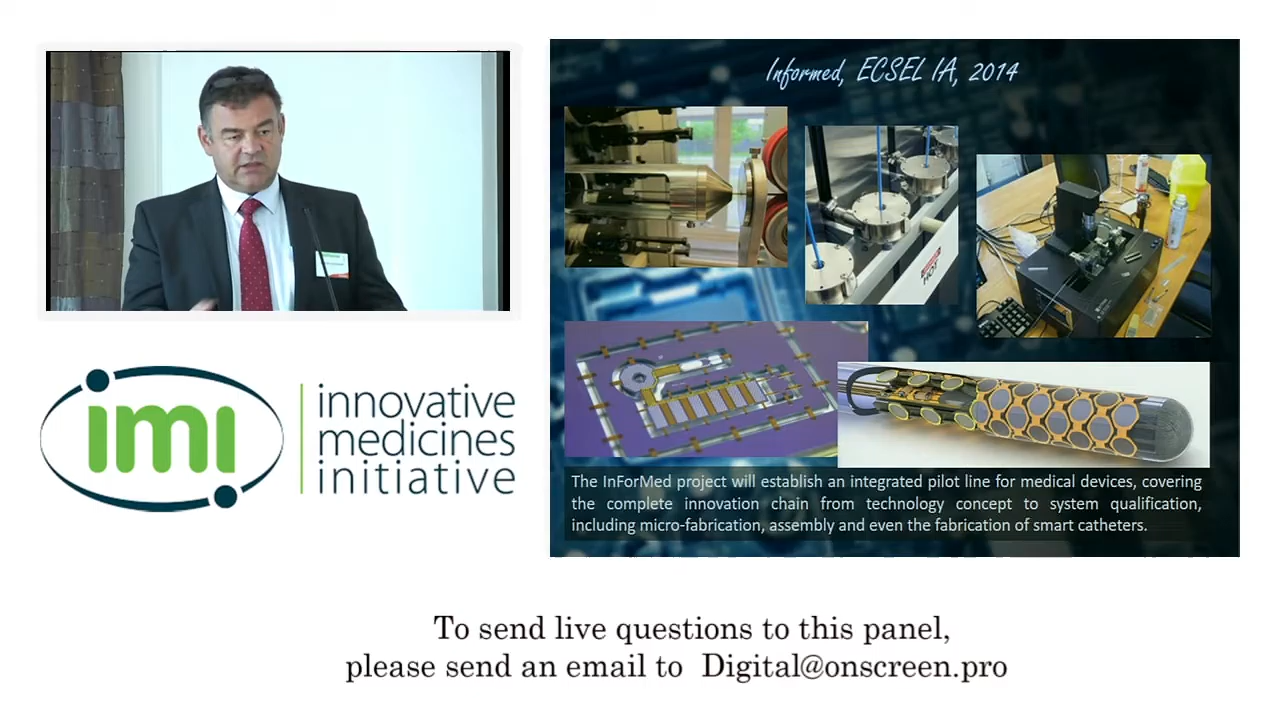 Informed, ECSEL IA, 2014
imi
innovative
medicines
initiative
The InForMed project will establish an integrated pilot line for medical devices, covering
the complete innovation chain from technology concept to system qualification,
including micro-fabrication, assembly and even the fabrication of smart catheters.
To send live questions to this panel,
please send an email to Digital@onscreen.pro